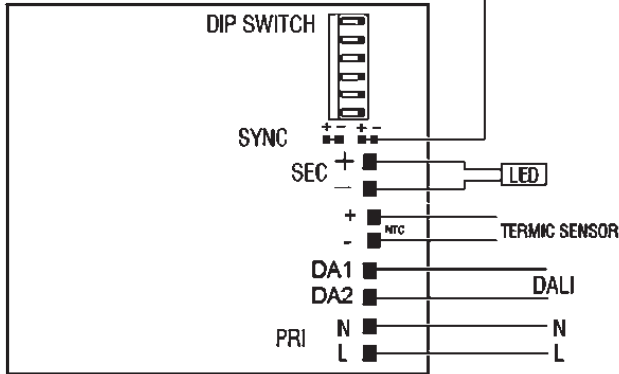 DIP SWITCH
+ - + -
SYNC
SEC +
LED
-
+ NTC
TERMIC SENSOR
-
DA1
DALI
DA2
PRI N N
L L